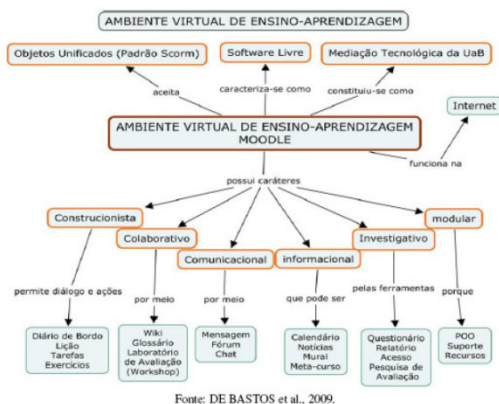 AMBIENTE VIRTUAL DE ENSINO-APRENDIZAGEM
Objetos Unificados (Padrão Scorm)
Software Livre
Mediação Tecnológica da UaB
aceita
caracteriza-se como
constituiu-se como
Internet
AMBIENTE VIRTUAL DE ENSINO-APRENDIZAGEM
MOODLE
funciona na
possui caráteres
Construcionista
Colaborativo
Comunicacional
informacional
Investigativo
modular
permite diálogo e ações
por meio
por meio
que pode ser
pelas ferramentas
porque
Diário de Bordo
Lição
Tarefas
Exercícios
Wiki
Glossário
Laboratório
de Avaliação
(Workshop)
Mensagem
Fórum
Chat
Calendário
Notícias
Mural
Meta-curso
Questionário
Relatório
Acesso
Pesquisa de
Avaliação
POO
Suporte
Recursos
Fonte: DE BASTOS et al., 2009.